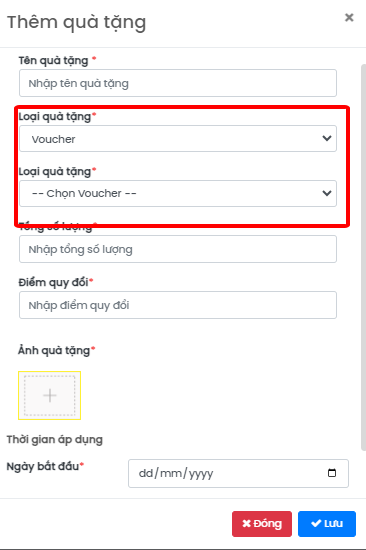 Thêm quà tặng ×
Tên quà tặng *
Nhập tên quà tặng
Loại quà tặng*
Voucher
Loại quà tặng*
-- Chọn Voucher --
Tổng số lượng*
Nhập tổng số lượng
Điểm quy đổi*
Nhập điểm quy đổi
Ảnh quà tặng*
+
Thời gian áp dụng
Ngày bắt đầu* dd/mm/yyyy
✖ Đóng ✔ Lưu